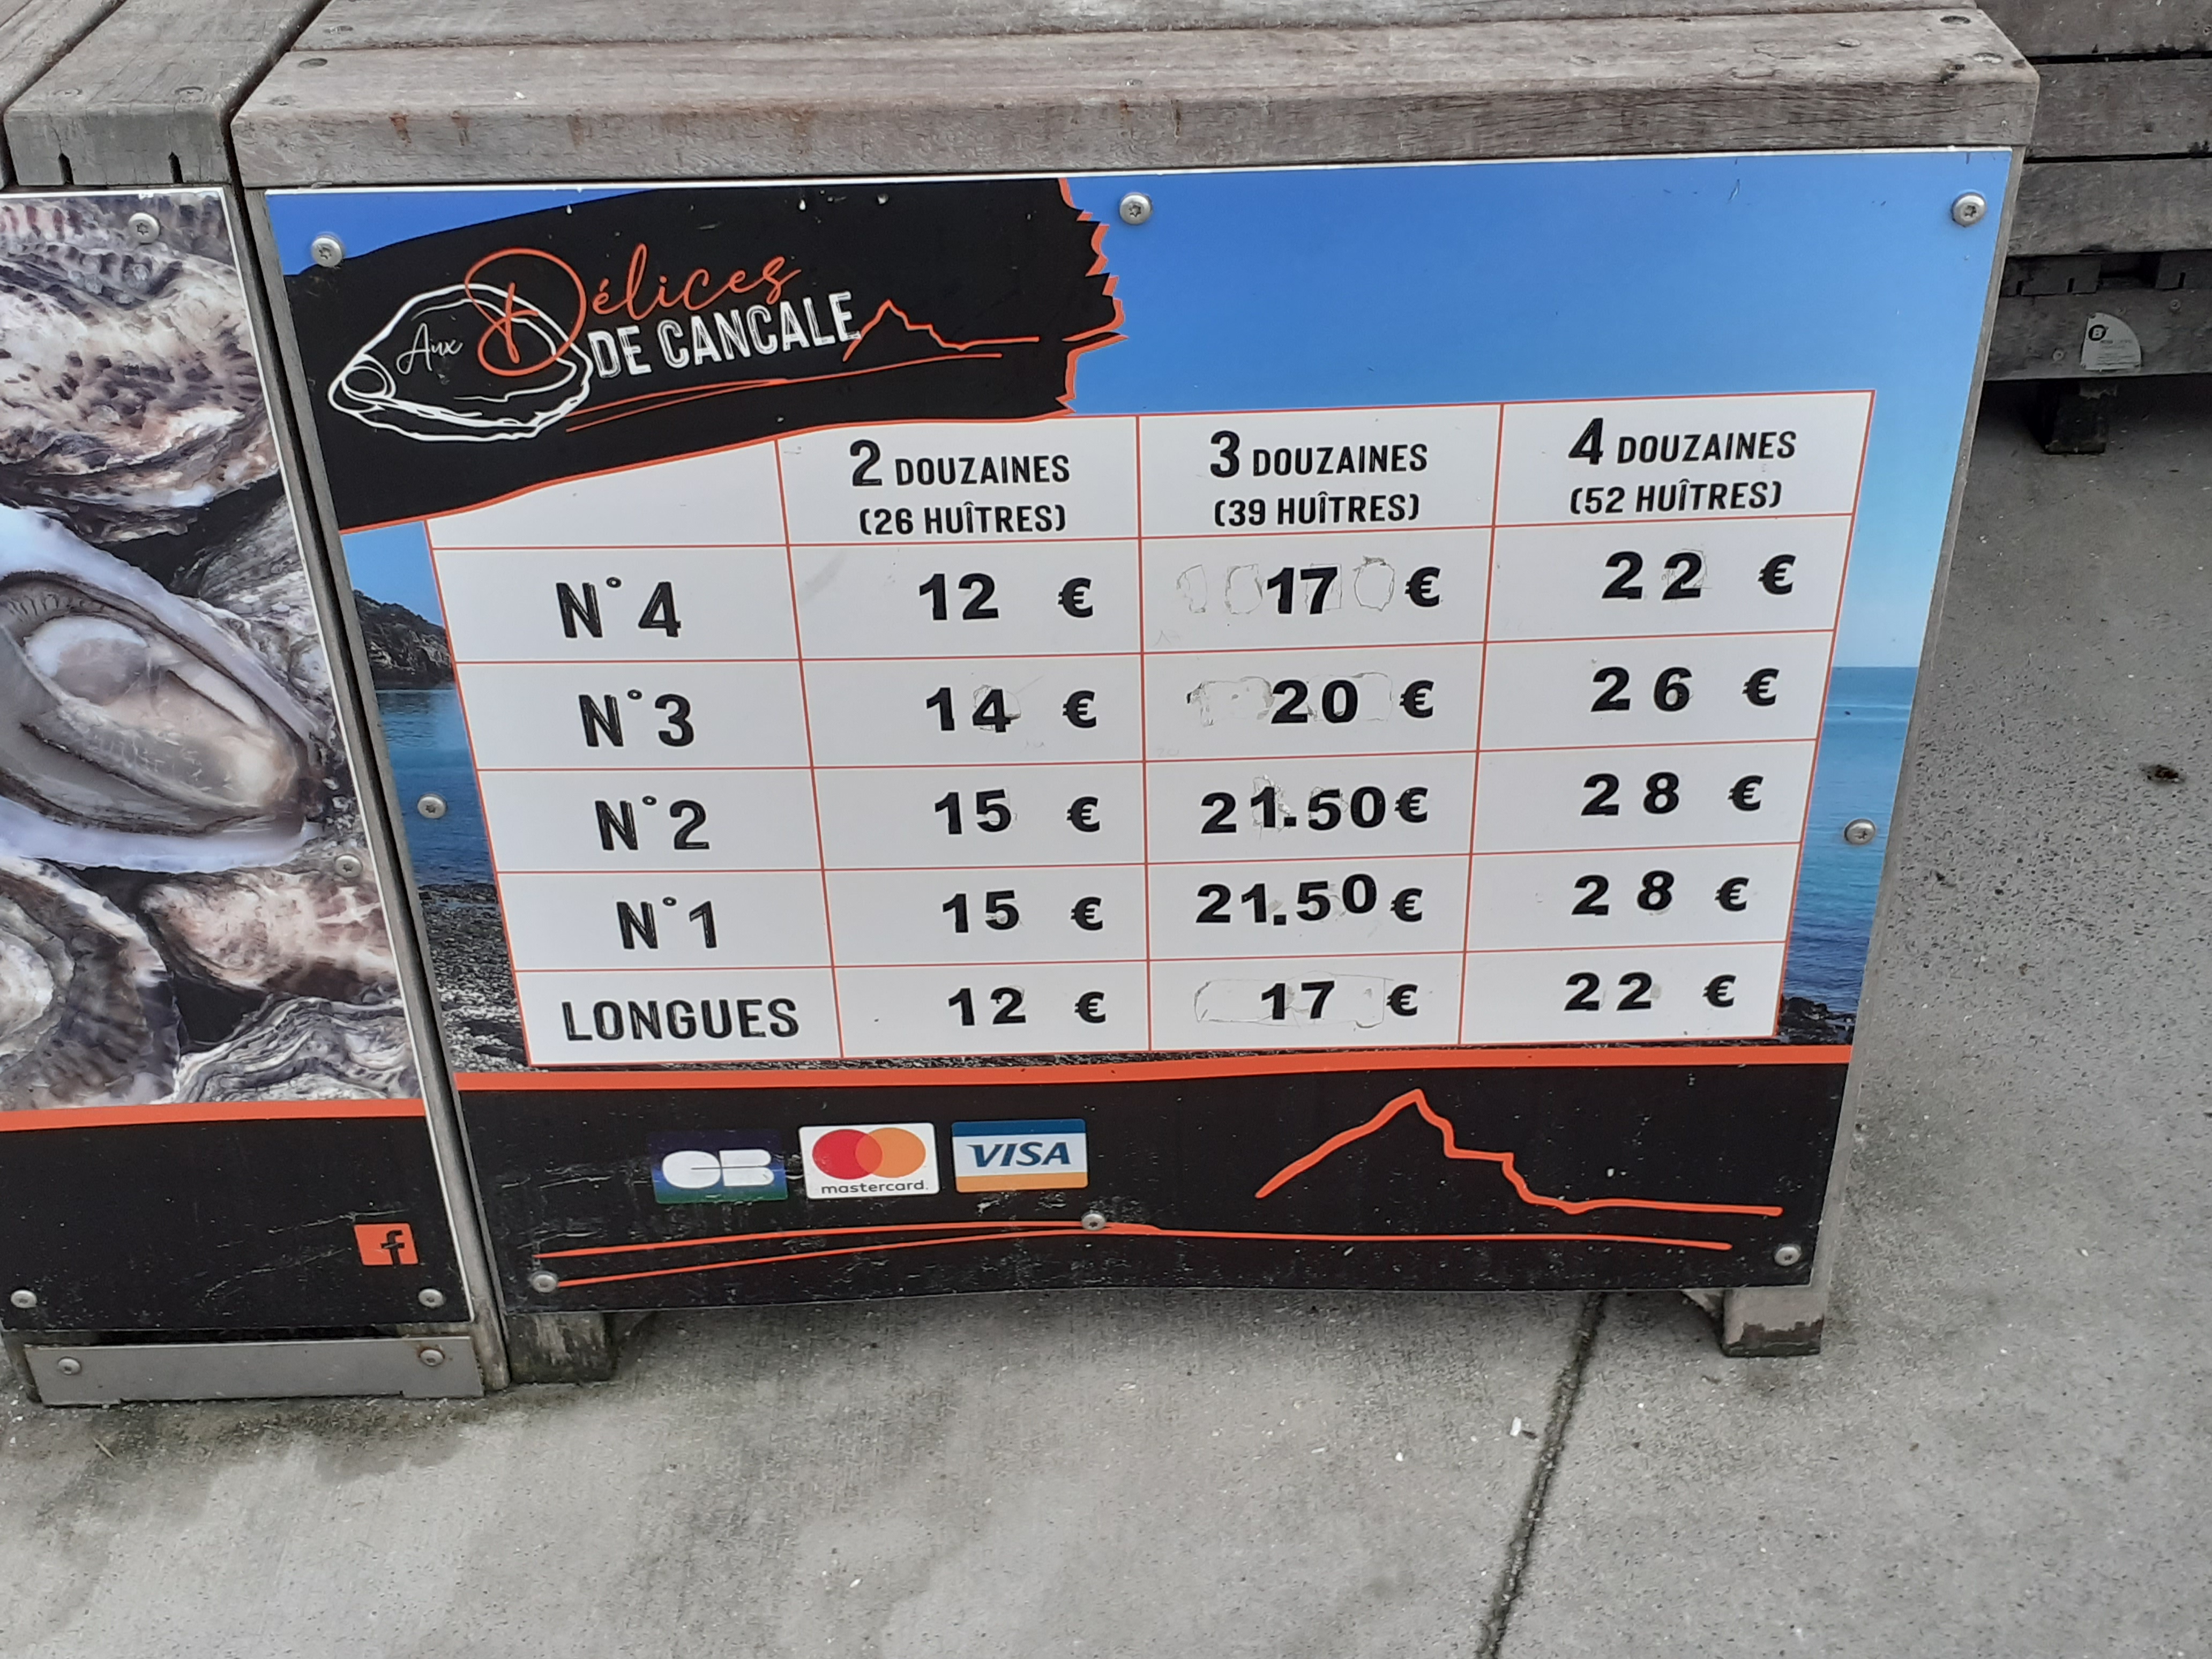 Aux Délices
DE CANCALE
2 DOUZAINES
(26 HUÎTRES)
3 DOUZAINES
(39 HUÎTRES)
4 DOUZAINES
(52 HUÎTRES)
N°4 12 € 17 € 22 €
N°3 14 € 20 € 26 €
N°2 15 € 21.50€ 28 €
N°1 15 € 21.50€ 28 €
LONGUES 12 € 17 € 22 €
CB
mastercard.
VISA
f